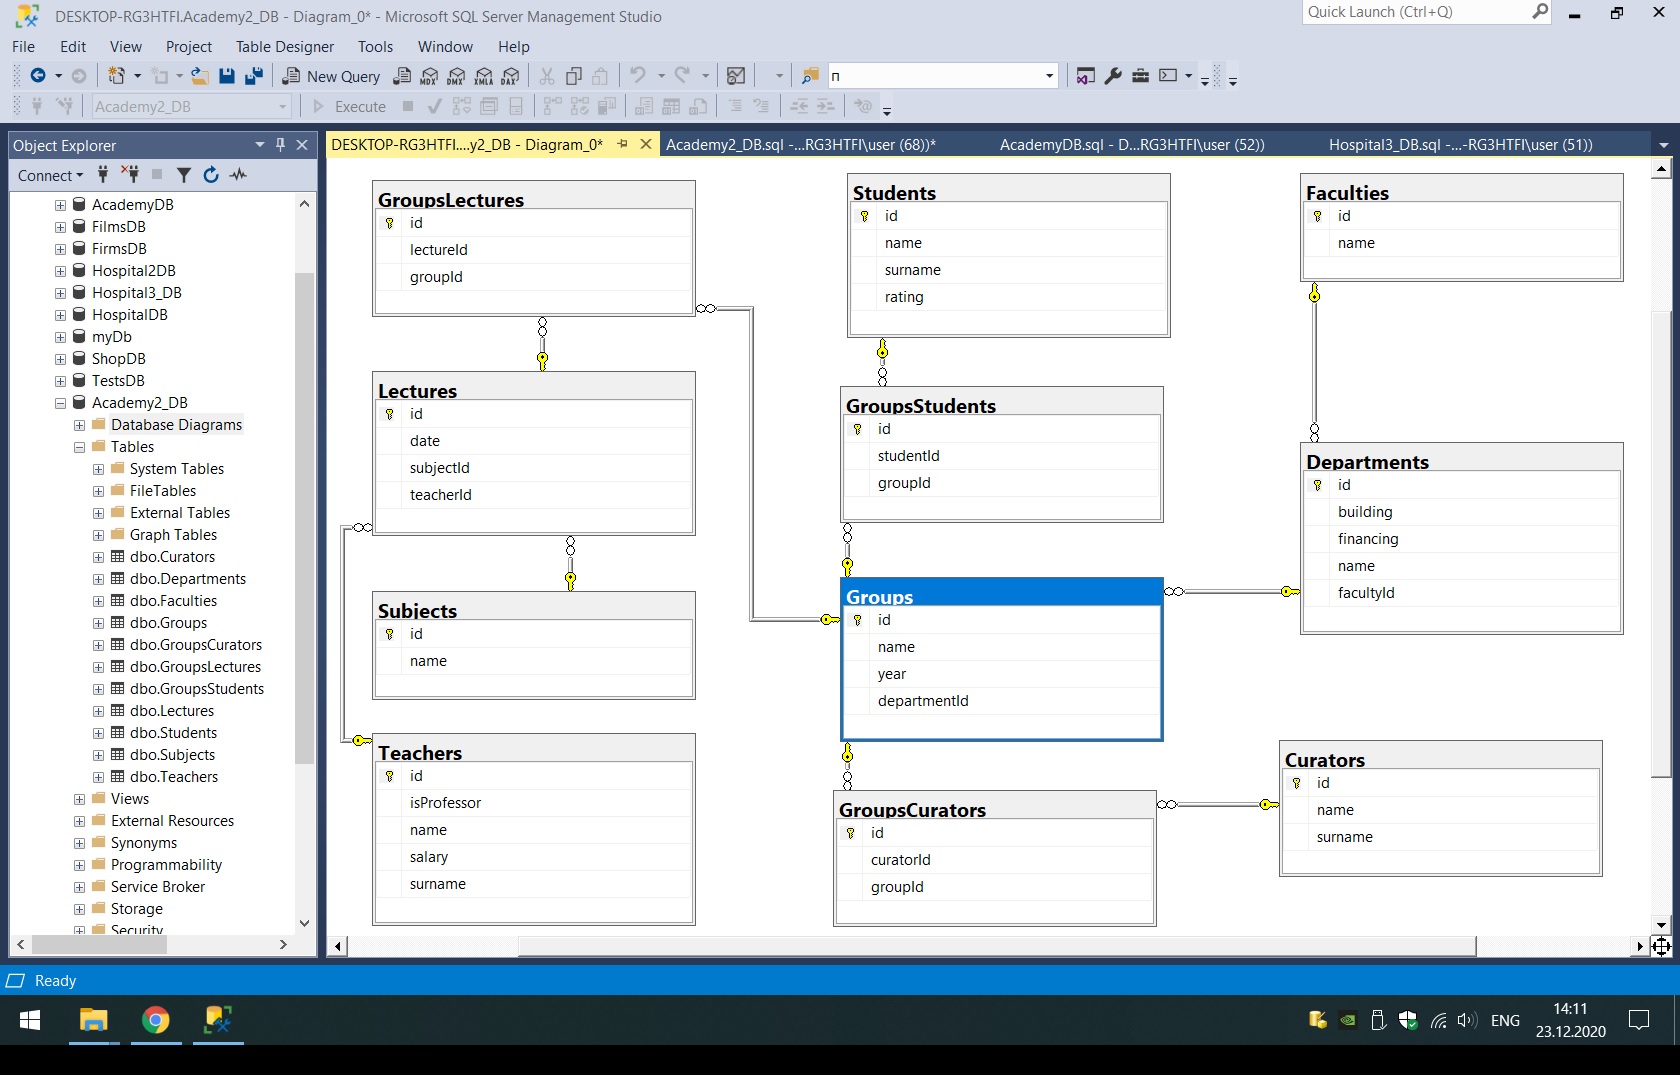 DESKTOP-RG3HTFI.Academy2_DB - Diagram_0* - Microsoft SQL Server Management Studio
Quick Launch (Ctrl+Q)
File Edit View Project Table Designer Tools Window Help
New Query
MDX DMX XMLA DAX
п
Academy2_DB
Execute
Object Explorer
Connect
AcademyDB
FilmsDB
FirmsDB
Hospital2DB
Hospital3_DB
HospitalDB
myDb
ShopDB
TestsDB
Academy2_DB
Database Diagrams
Tables
System Tables
FileTables
External Tables
Graph Tables
dbo.Curators
dbo.Departments
dbo.Faculties
dbo.Groups
dbo.GroupsCurators
dbo.GroupsLectures
dbo.GroupsStudents
dbo.Lectures
dbo.Students
dbo.Subjects
dbo.Teachers
Views
External Resources
Synonyms
Programmability
Service Broker
Storage
Security
DESKTOP-RG3HTFI....y2_DB - Diagram_0*
Academy2_DB.sql -...RG3HTFI\user (68))*
AcademyDB.sql - D...RG3HTFI\user (52))
Hospital3_DB.sql -...-RG3HTFI\user (51))
GroupsLectures
id
lectureId
groupId
Lectures
id
date
subjectId
teacherId
Subjects
id
name
Teachers
id
isProfessor
name
salary
surname
Students
id
name
surname
rating
GroupsStudents
id
studentId
groupId
Groups
id
name
year
departmentId
GroupsCurators
id
curatorId
groupId
Faculties
id
name
Departments
id
building
financing
name
facultyId
Curators
id
name
surname
Ready
ENG
14:11
23.12.2020